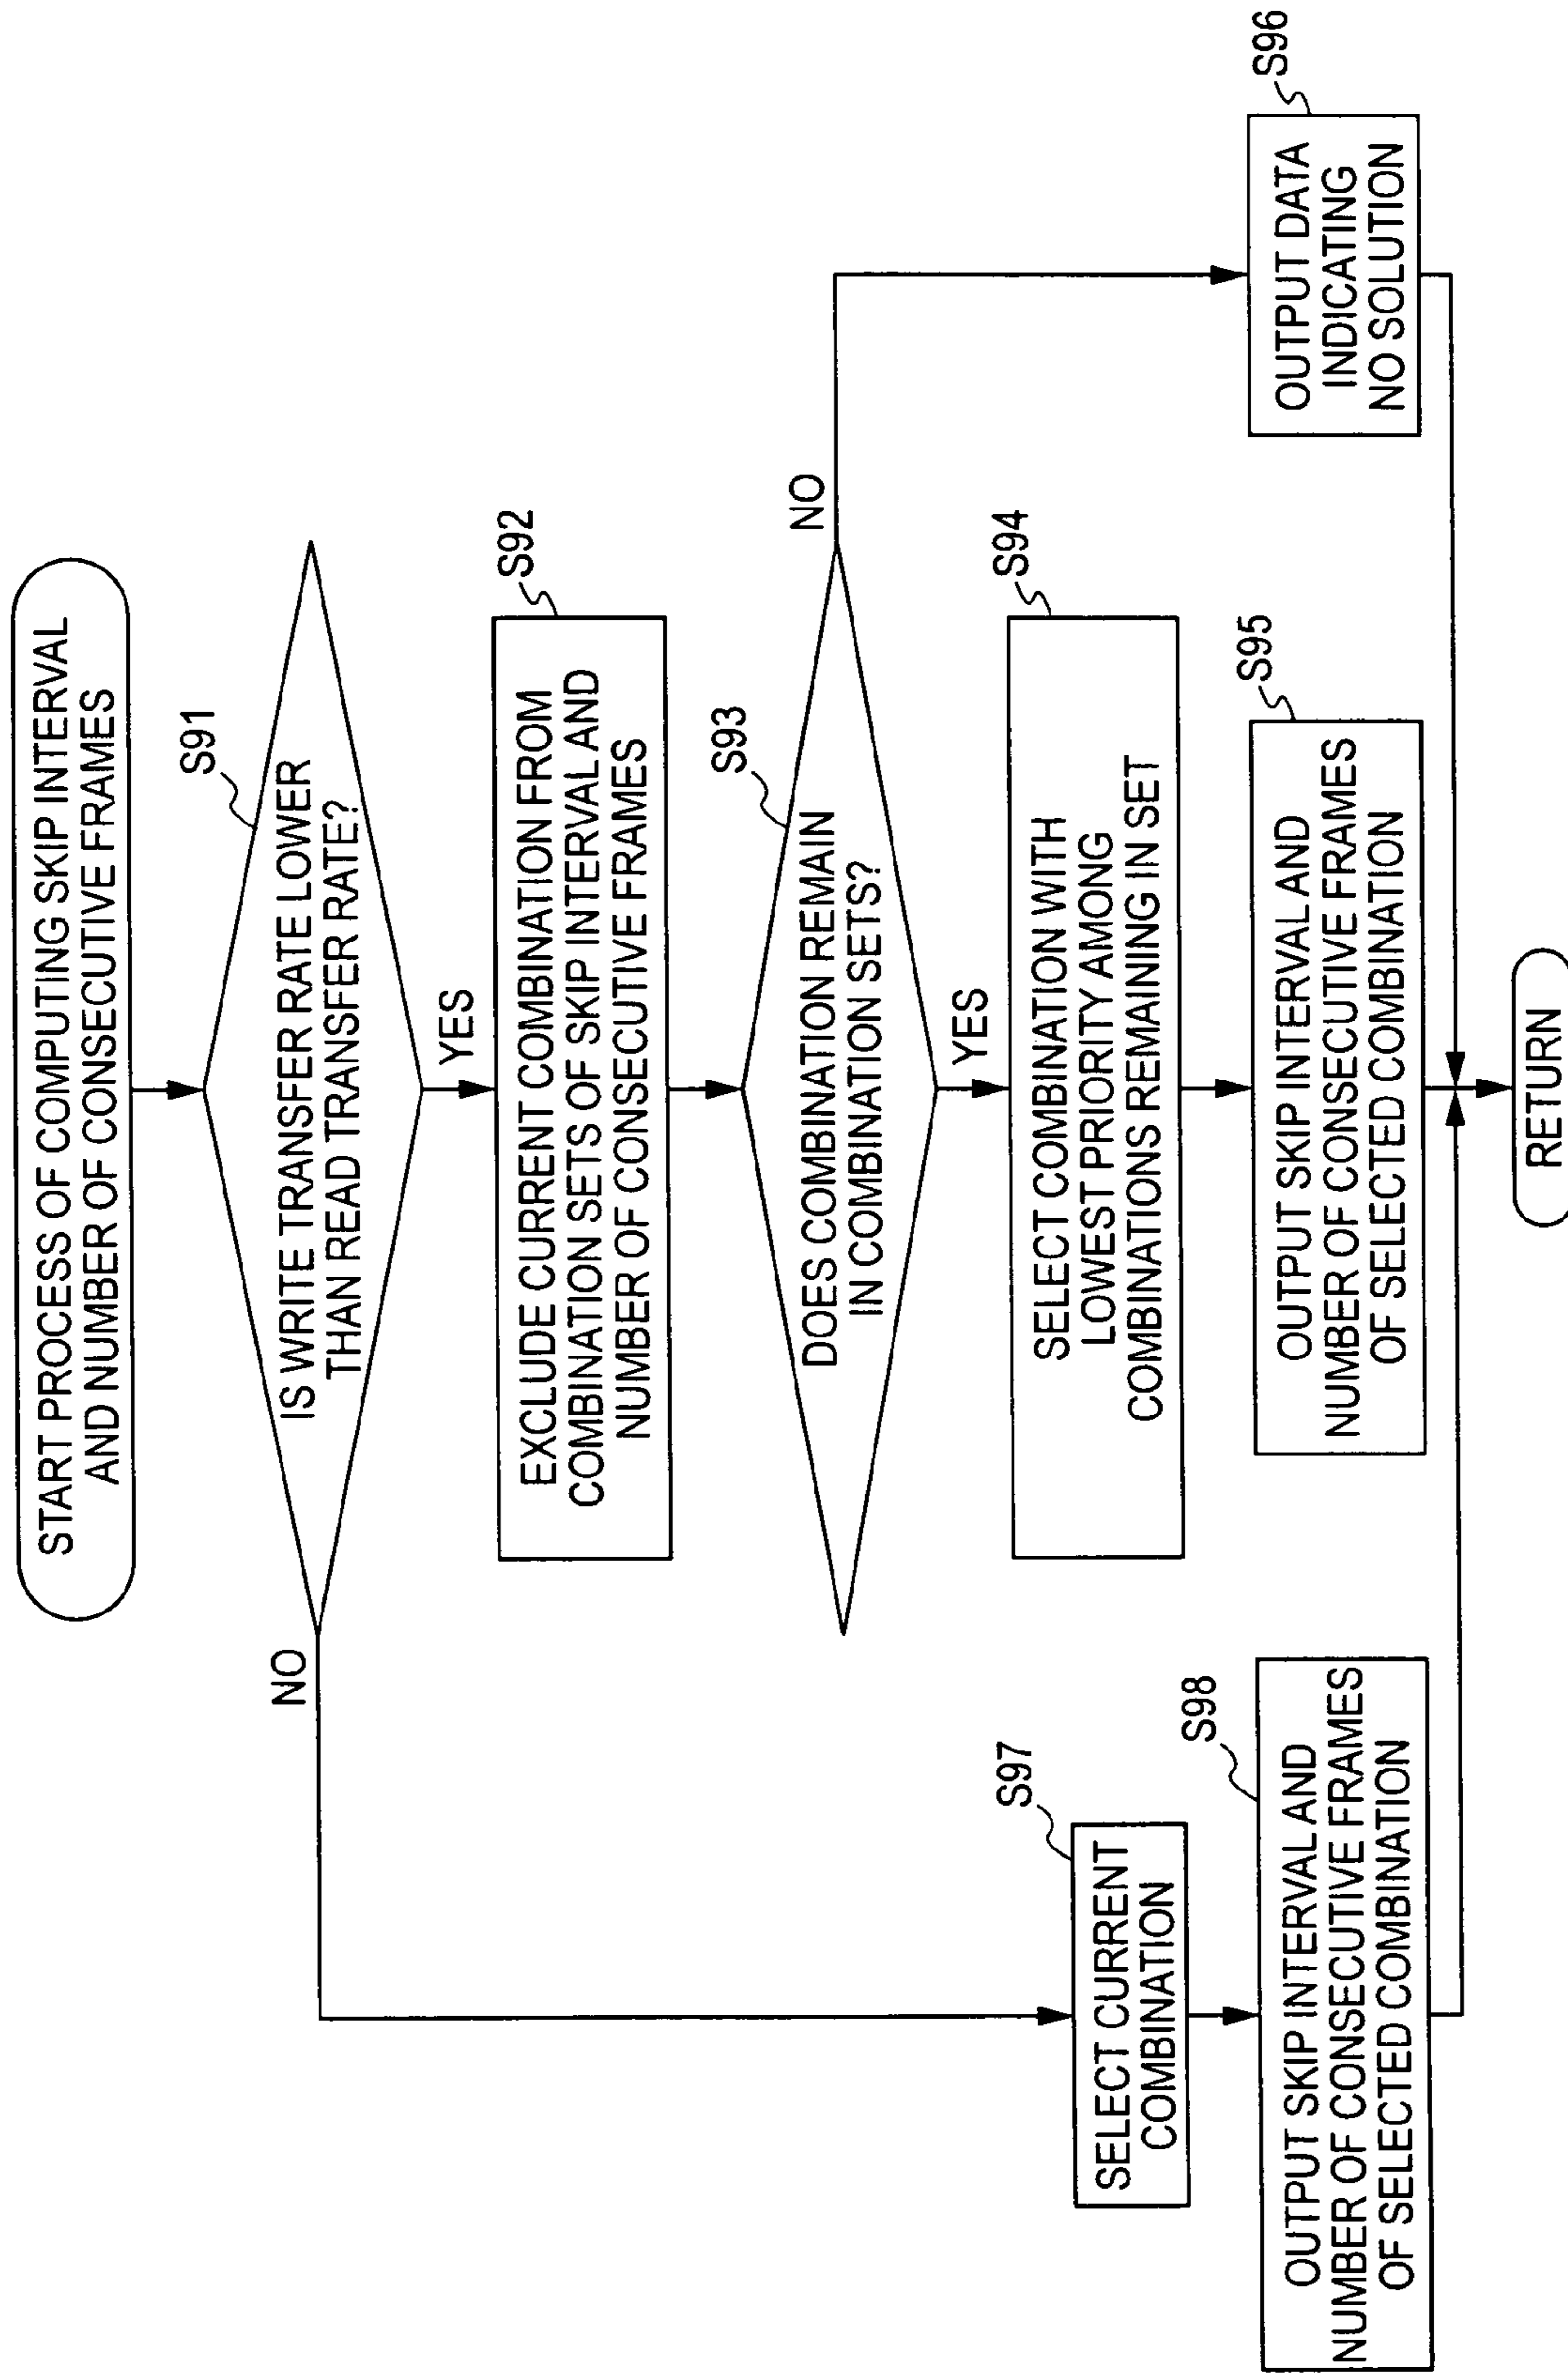 START PROCESS OF COMPUTING SKIP INTERVAL
AND NUMBER OF CONSECUTIVE FRAMES
S91
IS WRITE TRANSFER RATE LOWER
THAN READ TRANSFER RATE?
NO
YES
S92
EXCLUDE CURRENT COMBINATION FROM
COMBINATION SETS OF SKIP INTERVAL AND
NUMBER OF CONSECUTIVE FRAMES
S93
DOES COMBINATION REMAIN
IN COMBINATION SETS?
NO
YES
S94
SELECT COMBINATION WITH
LOWEST PRIORITY AMONG
COMBINATIONS REMAINING IN SET
S95
OUTPUT SKIP INTERVAL AND
NUMBER OF CONSECUTIVE FRAMES
OF SELECTED COMBINATION
S96
OUTPUT DATA
INDICATING
NO SOLUTION
S97
SELECT CURRENT
COMBINATION
S98
OUTPUT SKIP INTERVAL AND
NUMBER OF CONSECUTIVE FRAMES
OF SELECTED COMBINATION
RETURN